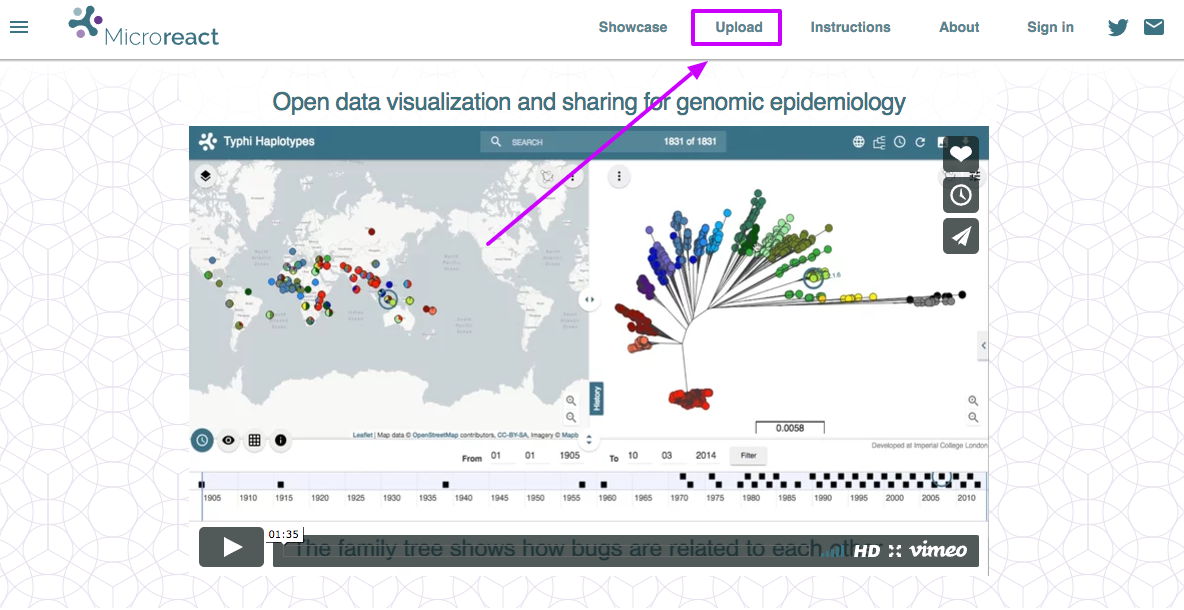 Microreact
Showcase Upload Instructions About Sign in
Open data visualization and sharing for genomic epidemiology
Typhi Haplotypes SEARCH 1831 of 1831
History
0.0058
Leaflet | Map data © OpenStreetMap contributors, CC-BY-SA, Imagery © Mapb
Developed at Imperial College London
From 01 01 1905 To 10 03 2014 Filter
1905 1910 1915 1920 1925 1930 1935 1940 1945 1950 1955 1960 1965 1970 1975 1980 1985 1990 1995 2000 2005 2010
01:35
The family tree shows how bugs are related to each other
HD vimeo